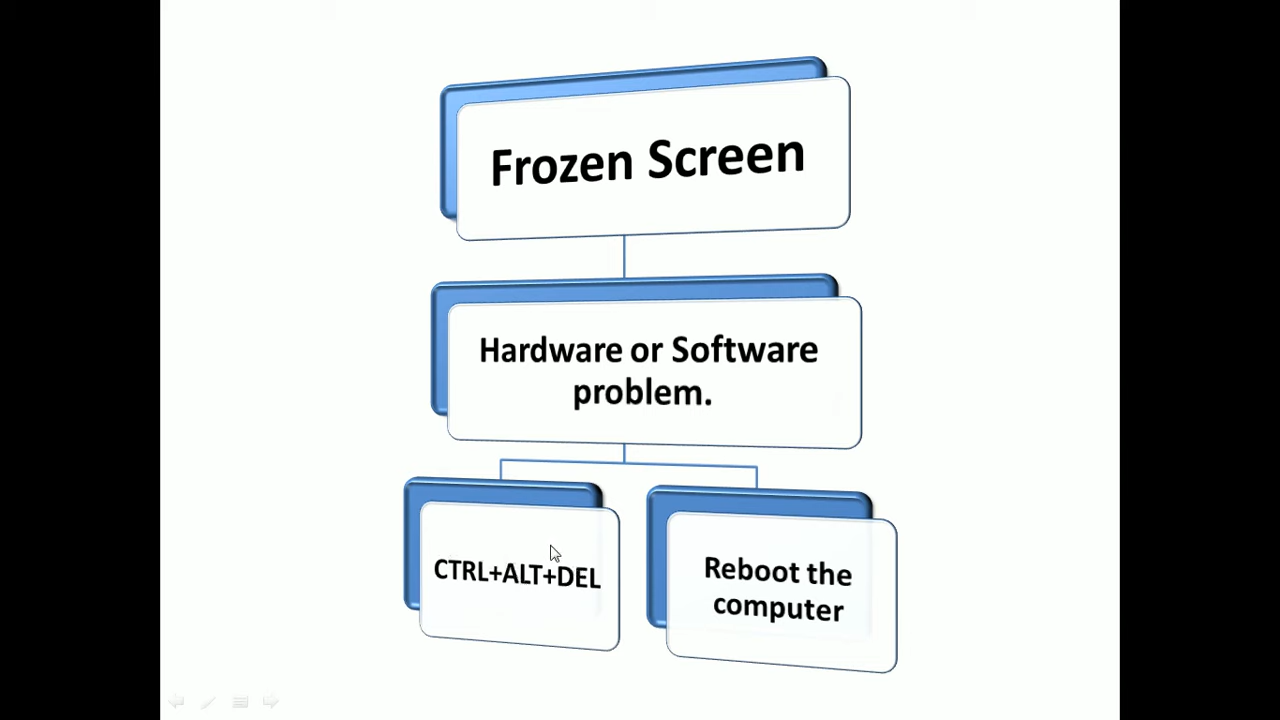 Frozen Screen
Hardware or Software
problem.
CTRL+ALT+DEL
Reboot the
computer